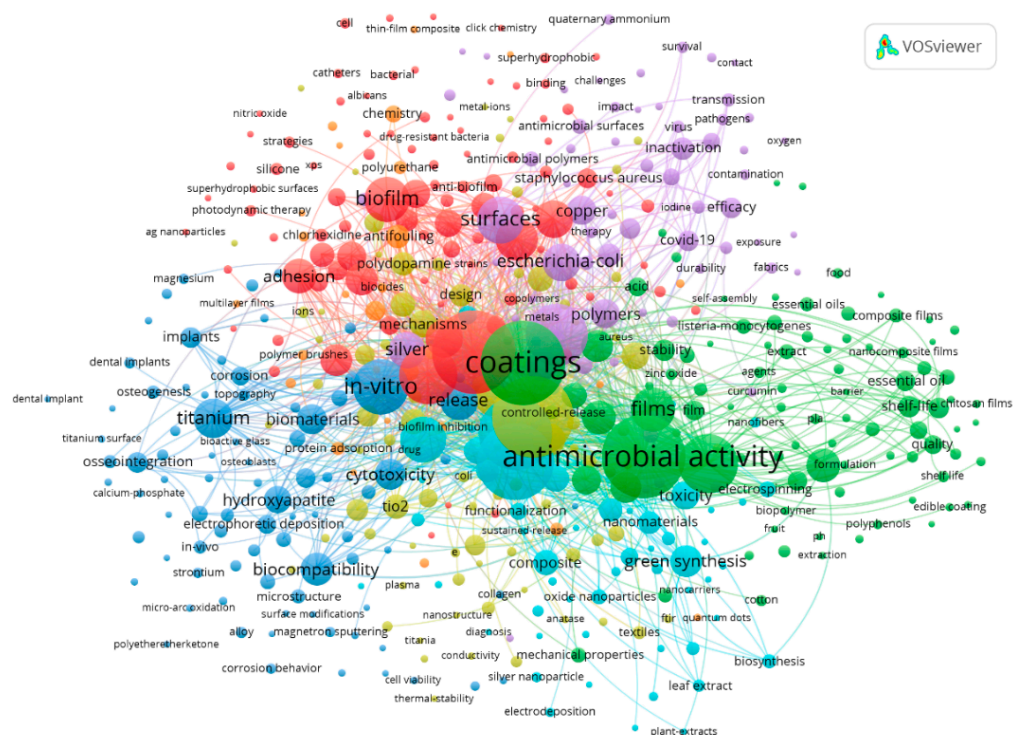 cell
thin-film composite
click chemistry
quaternary ammonium
VOSviewer
survival
superhydrophobic
contact
catheters
bacterial
binding
challenges
albicans
nitric-oxide
chemistry
metal-ions
impact
transmission
strategies
drug-resistant bacteria
antimicrobial surfaces
virus
pathogens
oxygen
inactivation
silicone
xps
polyurethane
antimicrobial polymers
contamination
superhydrophobic surfaces
anti-biofilm
staphylococcus aureus
biofilm
photodynamic therapy
surfaces
copper
iodine
efficacy
ag nanoparticles
chlorhexidine
antifouling
therapy
covid-19
exposure
adhesion
polydopamine
strains
escherichia-coli
durability
fabrics
food
magnesium
biocides
acid
multilayer films
design
copolymers
self-assembly
essential oils
ions
metals
polymers
composite films
implants
mechanisms
listeria-monocytogenes
aureus
polymer brushes
silver
stability
extract
nanocomposite films
dental implants
coatings
zinc oxide
agents
corrosion
in-vitro
essential oil
osteogenesis
topography
curcumin
barrier
dental implant
release
films
film
pla
shelf-life
chitosan films
titanium
biomaterials
controlled-release
nanofibers
biofilm inhibition
titanium surface
bioactive glass
protein adsorption
drug
quality
osseointegration
osteoblasts
antimicrobial activity
formulation
cytotoxicity
coli
shelf life
calcium-phosphate
electrospinning
hydroxyapatite
tio2
toxicity
edible coating
functionalization
biopolymer
electrophoretic deposition
nanomaterials
polyphenols
sustained-release
fruit
ph
in-vivo
e
extraction
strontium
biocompatibility
composite
green synthesis
plasma
nanocarriers
microstructure
collagen
oxide nanoparticles
cotton
micro-arc oxidation
surface modifications
nanostructure
anatase
ftir
quantum dots
alloy
magnetron sputtering
titania
diagnosis
textiles
polyetheretherketone
conductivity
mechanical properties
biosynthesis
corrosion behavior
cell viability
silver nanoparticle
leaf extract
thermal-stability
electrodeposition
plant-extracts